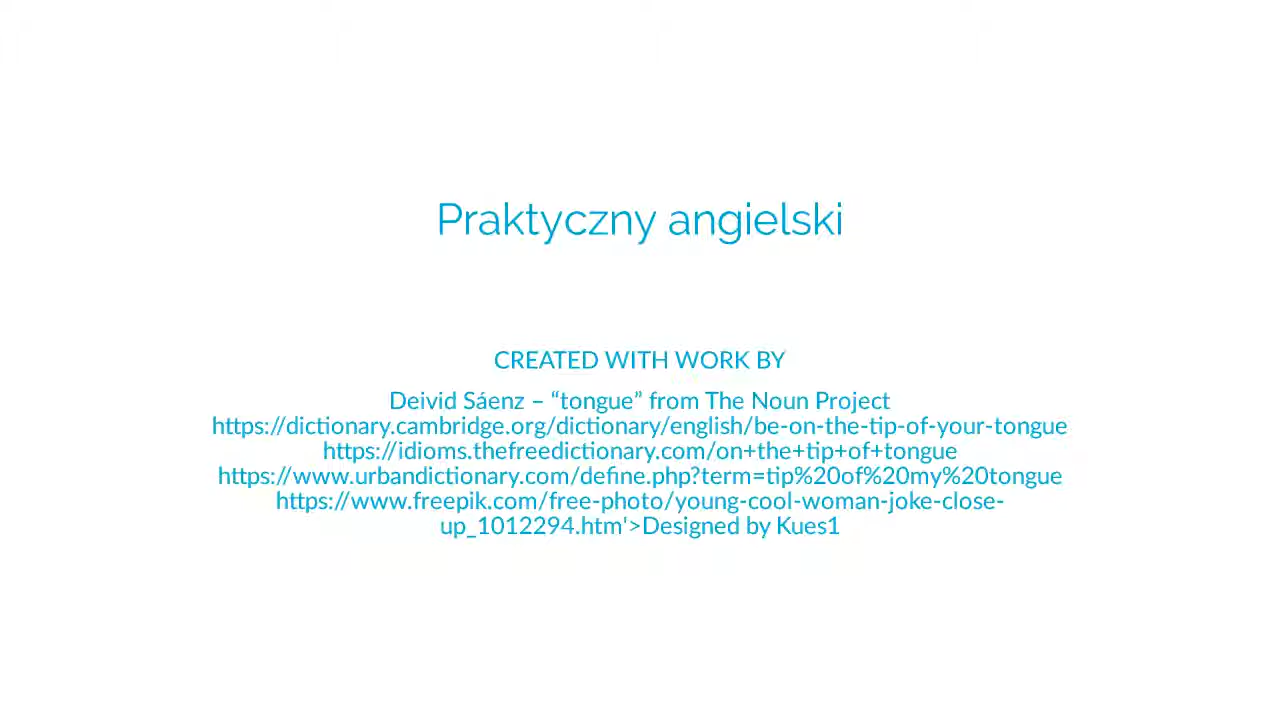 Praktyczny angielski
CREATED WITH WORK BY
Deivid Sáenz – “tongue” from The Noun Project
https://dictionary.cambridge.org/dictionary/english/be-on-the-tip-of-your-tongue
https://idioms.thefreedictionary.com/on+the+tip+of+tongue
https://www.urbandictionary.com/define.php?term=tip%20of%20my%20tongue
https://www.freepik.com/free-photo/young-cool-woman-joke-close-
up_1012294.htm'>Designed by Kues1